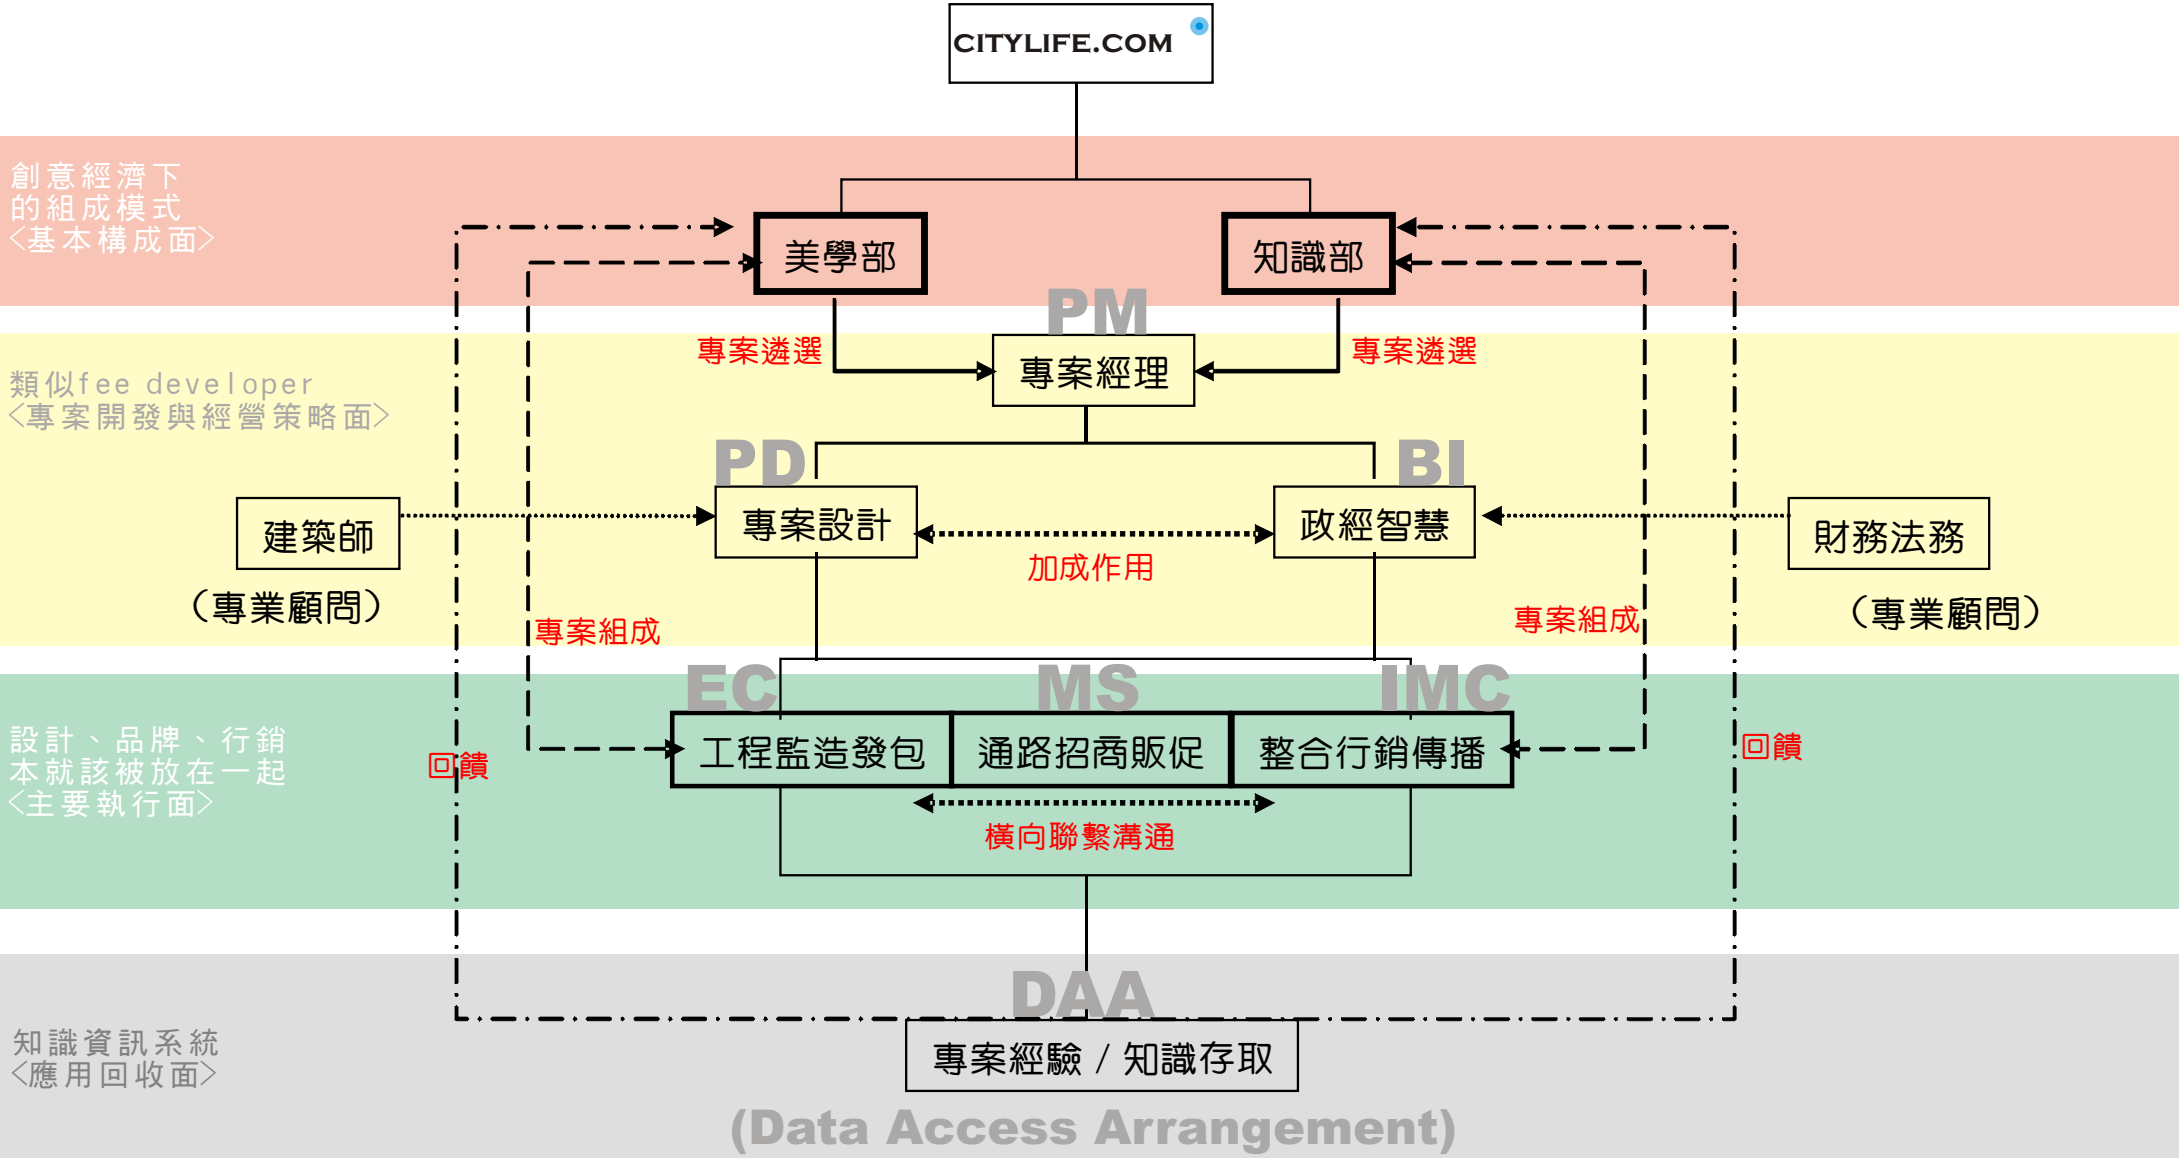 CITYLIFE.COM
創意經濟下
的組成模式
<基本構成面>
美學部
知識部
PM
專案遴選
專案經理
專案遴選
類似fee developer
<專案開發與經營策略面>
PD
BI
建築師
專案設計
政經智慧
財務法務
加成作用
(專業顧問)
(專業顧問)
專案組成
專案組成
EC
MS
IMC
設計、品牌、行銷
本就該被放在一起
<主要執行面>
回饋
工程監造發包
通路招商販促
整合行銷傳播
回饋
橫向聯繫溝通
DAA
知識資訊系統
<應用回收面>
專案經驗 / 知識存取
(Data Access Arrangement)